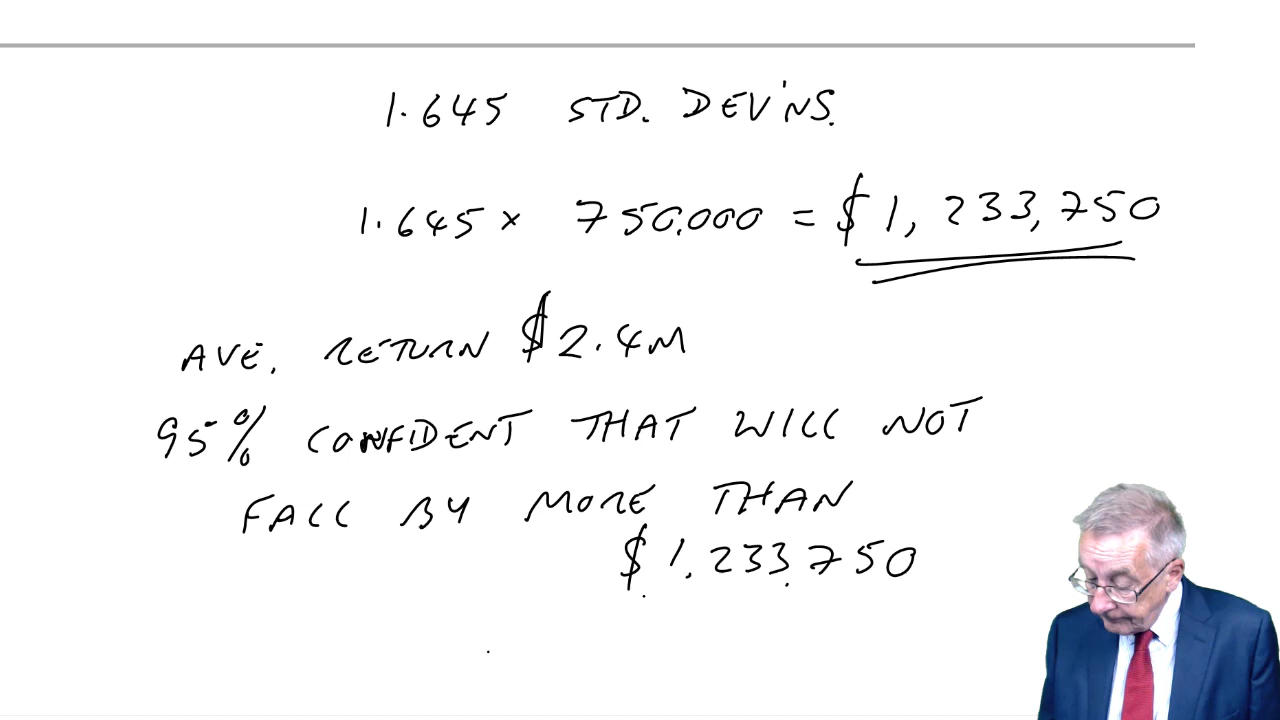 1.645 STD. DEV'NS.
1.645 × 750,000 = $1,233,750
AVE. RETURN $2.4M
95% CONFIDENT THAT WILL NOT
FALL BY MORE THAN
$1,233,750